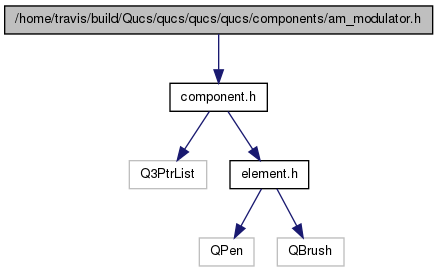 /home/travis/build/Qucs/qucs/qucs/qucs/components/am_modulator.h
component.h
Q3PtrList
element.h
QPen
QBrush